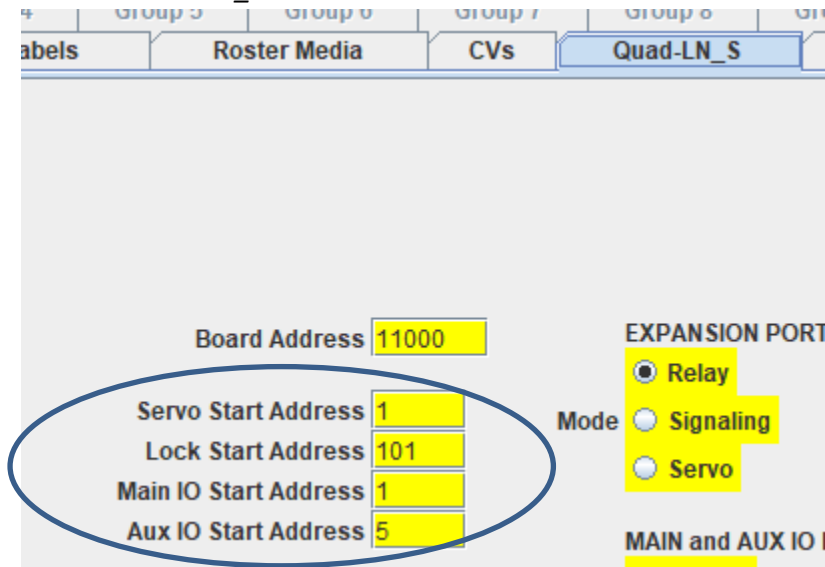 4 Group 5 Group 6 Group 7 Group 8
abels Roster Media CVs Quad-LN_S
Board Address 11000
Servo Start Address 1
Lock Start Address 101
Main IO Start Address 1
Aux IO Start Address 5
EXPANSION PORT
Mode
Relay
Signaling
Servo
MAIN and AUX IO